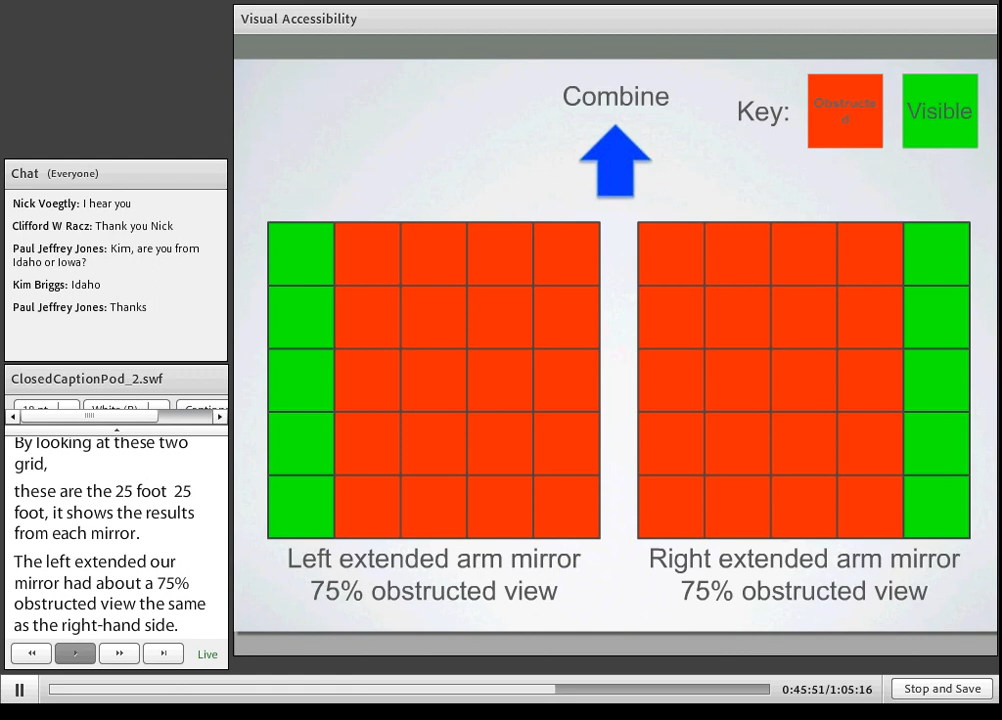 Visual Accessibility
Combine
Key:
Obstructe
d
Visible
Left extended arm mirror
75% obstructed view
Right extended arm mirror
75% obstructed view
Chat (Everyone)
Nick Voegtly: I hear you
Clifford W Racz: Thank you Nick
Paul Jeffrey Jones: Kim, are you from
Idaho or Iowa?
Kim Briggs: Idaho
Paul Jeffrey Jones: Thanks
ClosedCaptionPod_2.swf
By looking at these two
grid,
these are the 25 foot 25
foot, it shows the results
from each mirror.
The left extended our
mirror had about a 75%
obstructed view the same
as the right-hand side.
Live
0:45:51/1:05:16
Stop and Save